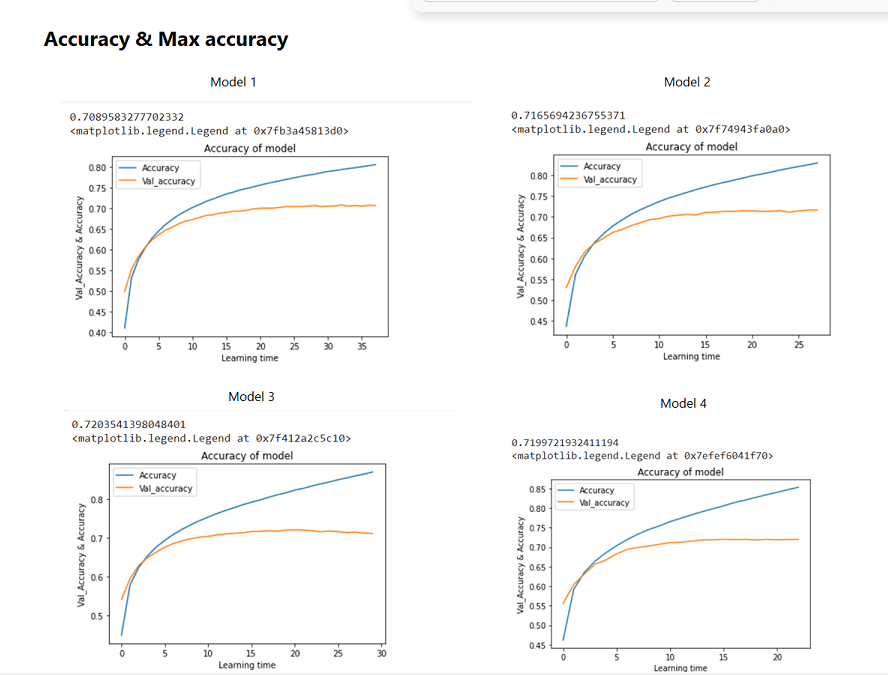 Accuracy & Max accuracy
Model 1
0.7089583277702332
<matplotlib.legend.Legend at 0x7fb3a45813d0>
Accuracy of model
Accuracy
Val_accuracy
0.80
0.75
0.70
0.65
0.60
0.55
0.50
0.45
0.40
Val_Accuracy & Accuracy
0 5 10 15 20 25 30 35
Learning time
Model 2
0.7165694236755371
<matplotlib.legend.Legend at 0x7f74943fa0a0>
Accuracy of model
Accuracy
Val_accuracy
0.80
0.75
0.70
0.65
0.60
0.55
0.50
0.45
Val_Accuracy & Accuracy
0 5 10 15 20 25
Learning time
Model 3
0.7203541398048401
<matplotlib.legend.Legend at 0x7f412a2c5c10>
Accuracy of model
Accuracy
Val_accuracy
0.8
0.7
0.6
0.5
Val_Accuracy & Accuracy
0 5 10 15 20 25 30
Learning time
Model 4
0.7199721932411194
<matplotlib.legend.Legend at 0x7efef6041f70>
Accuracy of model
Accuracy
Val_accuracy
0.85
0.80
0.75
0.70
0.65
0.60
0.55
0.50
0.45
Val_Accuracy & Accuracy
0 5 10 15 20
Learning time